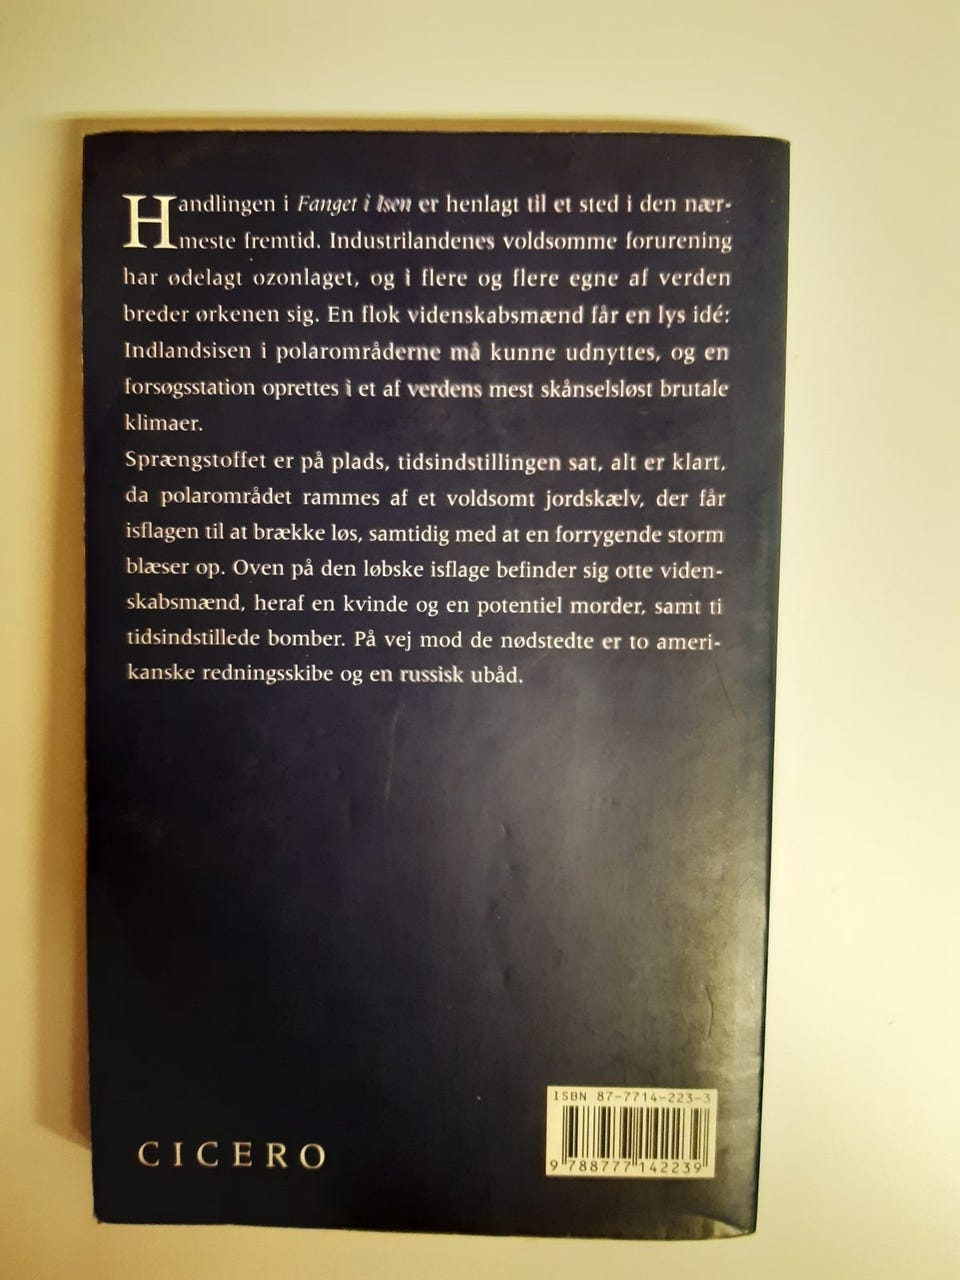 Handlingen i Fanget i Isen er henlagt til et sted i den nær-
meste fremtid. Industrilandenes voldsomme forurening
har ødelagt ozonlaget, og i flere og flere egne af verden
breder ørkenen sig. En flok videnskabsmænd får en lys idé:
Indlandsisen i polarområderne må kunne udnyttes, og en
forsøgsstation oprettes i et af verdens mest skånselsløst brutale
klimaer.
Sprængstoffet er på plads, tidsindstillingen sat, alt er klart,
da polarområdet rammes af et voldsomt jordskælv, der får
isflagen til at brække løs, samtidig med at en forrygende storm
blæser op. Oven på den løbske isflage befinder sig otte viden-
skabsmænd, heraf en kvinde og en potentiel morder, samt ti
tidsindstillede bomber. På vej mod de nødstedte er to ameri-
kanske redningsskibe og en russisk ubåd.
ISBN 87-7714-223-3
9 788777 142239
CICERO